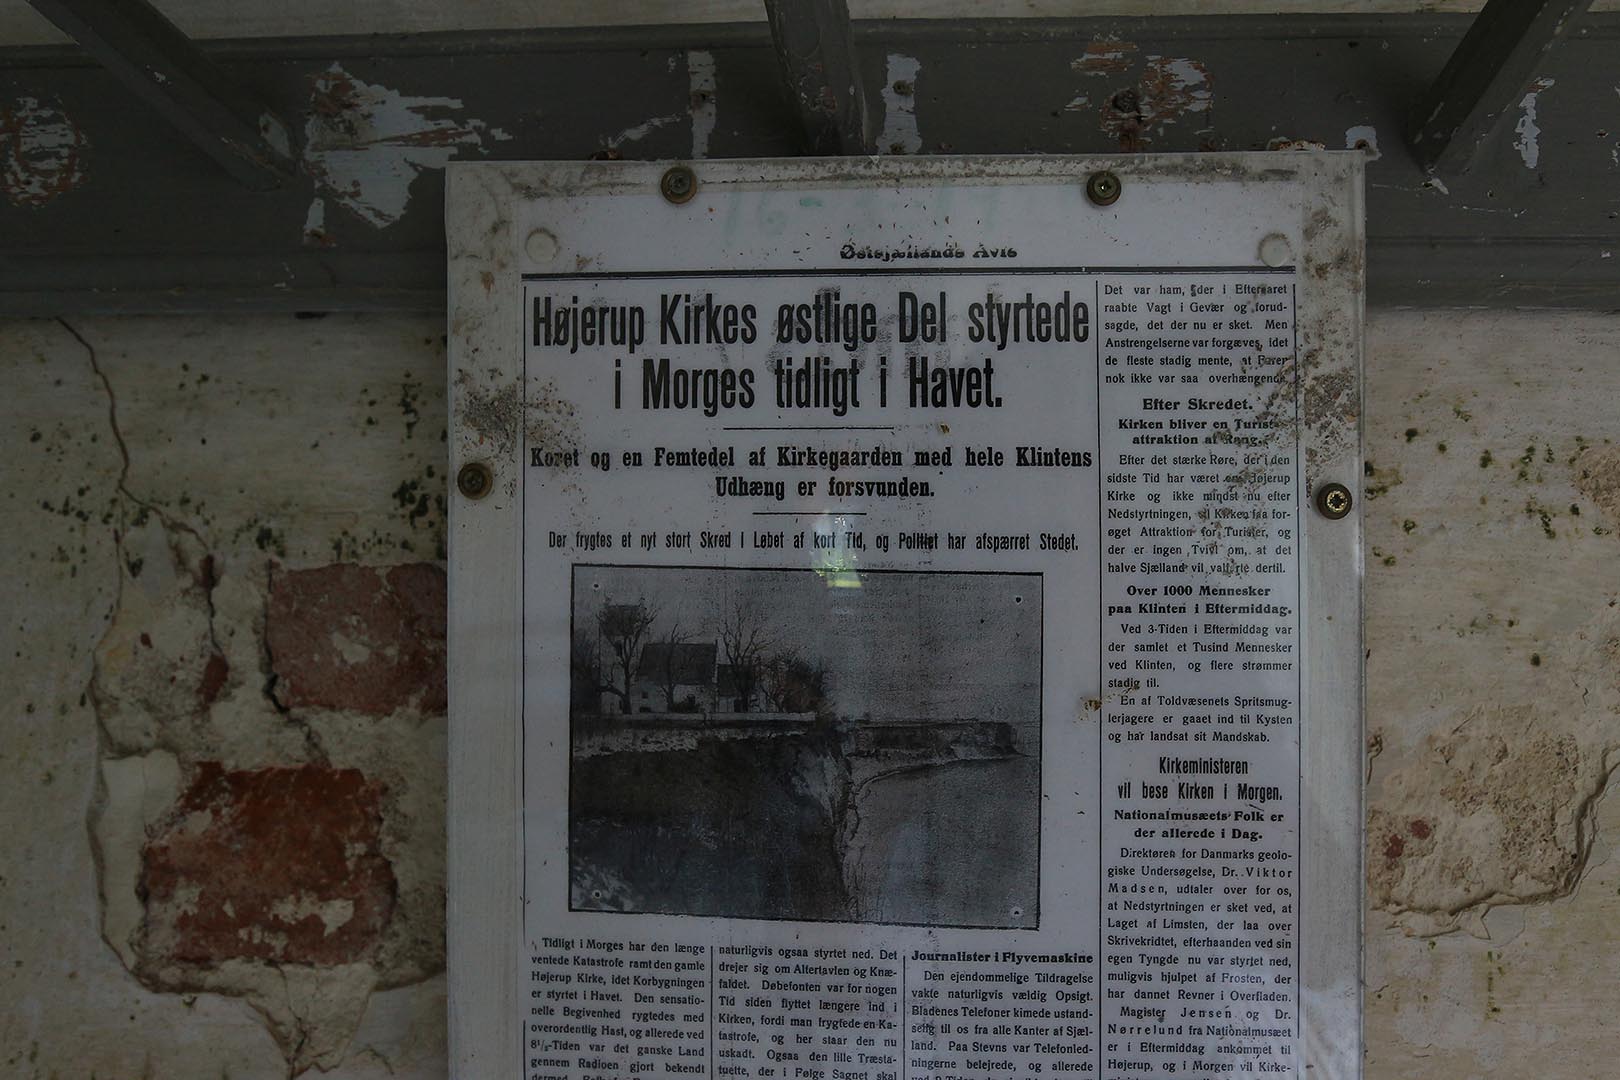 Østsjællands Avis
Højerup Kirkes østlige Del styrtede
i Morges tidligt i Havet.
Koret og en Femtedel af Kirkegaarden med hele Klintens
Udhæng er forsvunden.
Der frygtes et nyt stort Skred i Løbet af kort Tid, og Politiet har afspærret Stedet.
Tidligt i Morges har den længe
ventede Katastrofe ramt den gamle
Højerup Kirke, idet Korbygningen
er styrtet i Havet. Den sensatio-
nelle Begivenhed rygtedes med
overordentlig Hast, og allerede ved
8½-Tiden var det ganske Land
gennem Radioen gjort bekendt
naturligvis ogsaa styrtet ned. Det
drejer sig om Altertavlen og Knæ-
faldet. Døbefonten var for nogen
Tid siden flyttet længere ind i
Kirken, fordi man frygtede en Ka-
tastrofe, og her staar den nu
uskadt. Ogsaa den lille Træsta-
tuette, der i Følge Sagnet skal
Journalister i Flyvemaskine
Den ejendommelige Tildragelse
vakte naturligvis vældig Opsigt.
Bladenes Telefoner kimede ustand-
selig til os fra alle Kanter af Sjæl-
land. Paa Stevns var Telefonled-
ningerne belejrede, og allerede
Det var ham, der i Efteraaret
raabte Vagt i Gevær og forud-
sagde, det der nu er sket. Men
Anstrengelserne var forgæves, idet
de fleste stadig mente, at Faren
nok ikke var saa overhængende.
Efter Skredet.
Kirken bliver en Turist-
attraktion af Rang.
Efter det stærke Røre, der i den
sidste Tid har været om Højerup
Kirke og ikke mindst nu efter
Nedstyrtningen, vil Kirken faa for-
øget Attraktion for Turister, og
der er ingen Tvivl om, at det
halve Sjælland vil valfarte dertil.
Over 1000 Mennesker
paa Klinten i Eftermiddag.
Ved 3-Tiden i Eftermiddag var
der samlet et Tusind Mennesker
ved Klinten, og flere strømmer
stadig til.
En af Toldvæsenets Spritsmug-
lerjagere er gaaet ind til Kysten
og har landsat sit Mandskab.
Kirkeministeren
vil bese Kirken i Morgen.
Nationalmusæets Folk er
der allerede i Dag.
Direktøren for Danmarks geolo-
giske Undersøgelse, Dr. Viktor
Madsen, udtaler over for os,
at Nedstyrtningen er sket ved, at
Laget af Limsten, der laa over
Skrivekridtet, efterhaanden ved sin
egen Tyngde nu var styrtet ned,
muligvis hjulpet af Frosten, der
har dannet Revner i Overfladen.
Magister Jensen og Dr.
Nørrelund fra Nationalmusæet
er i Eftermiddag ankommet til
Højerup, og i Morgen vil Kirke-